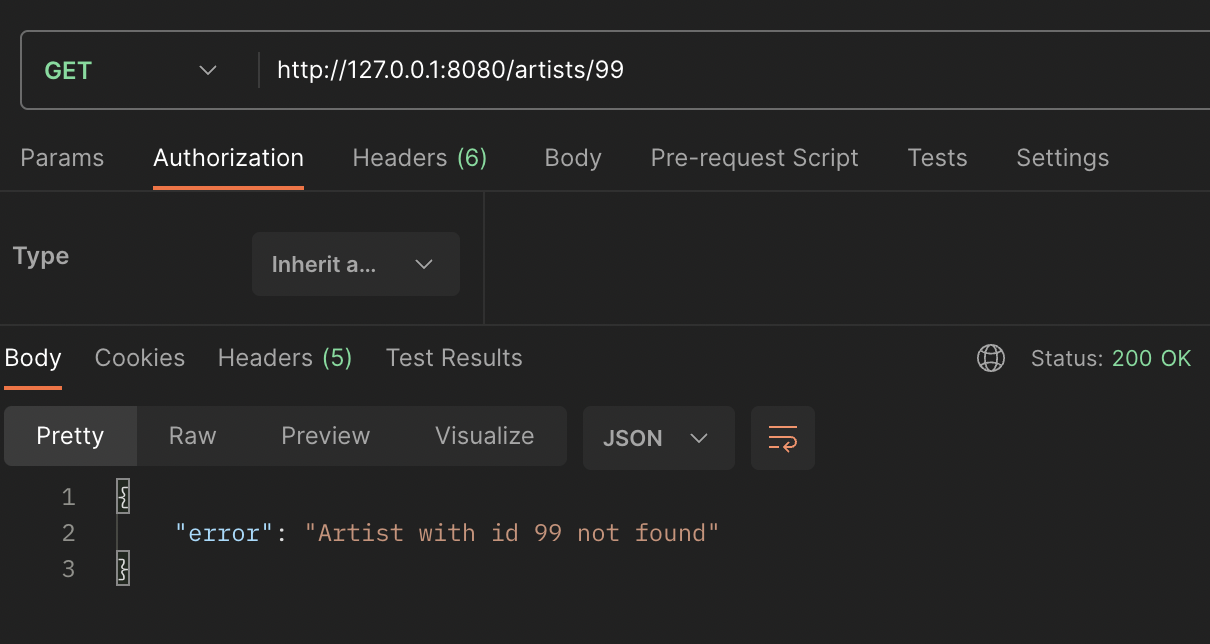 GET http://127.0.0.1:8080/artists/99
Params Authorization Headers (6) Body Pre-request Script Tests Settings
Type Inherit a...
Body Cookies Headers (5) Test Results Status: 200 OK
Pretty Raw Preview Visualize JSON
1 {
2 "error": "Artist with id 99 not found"
3 }